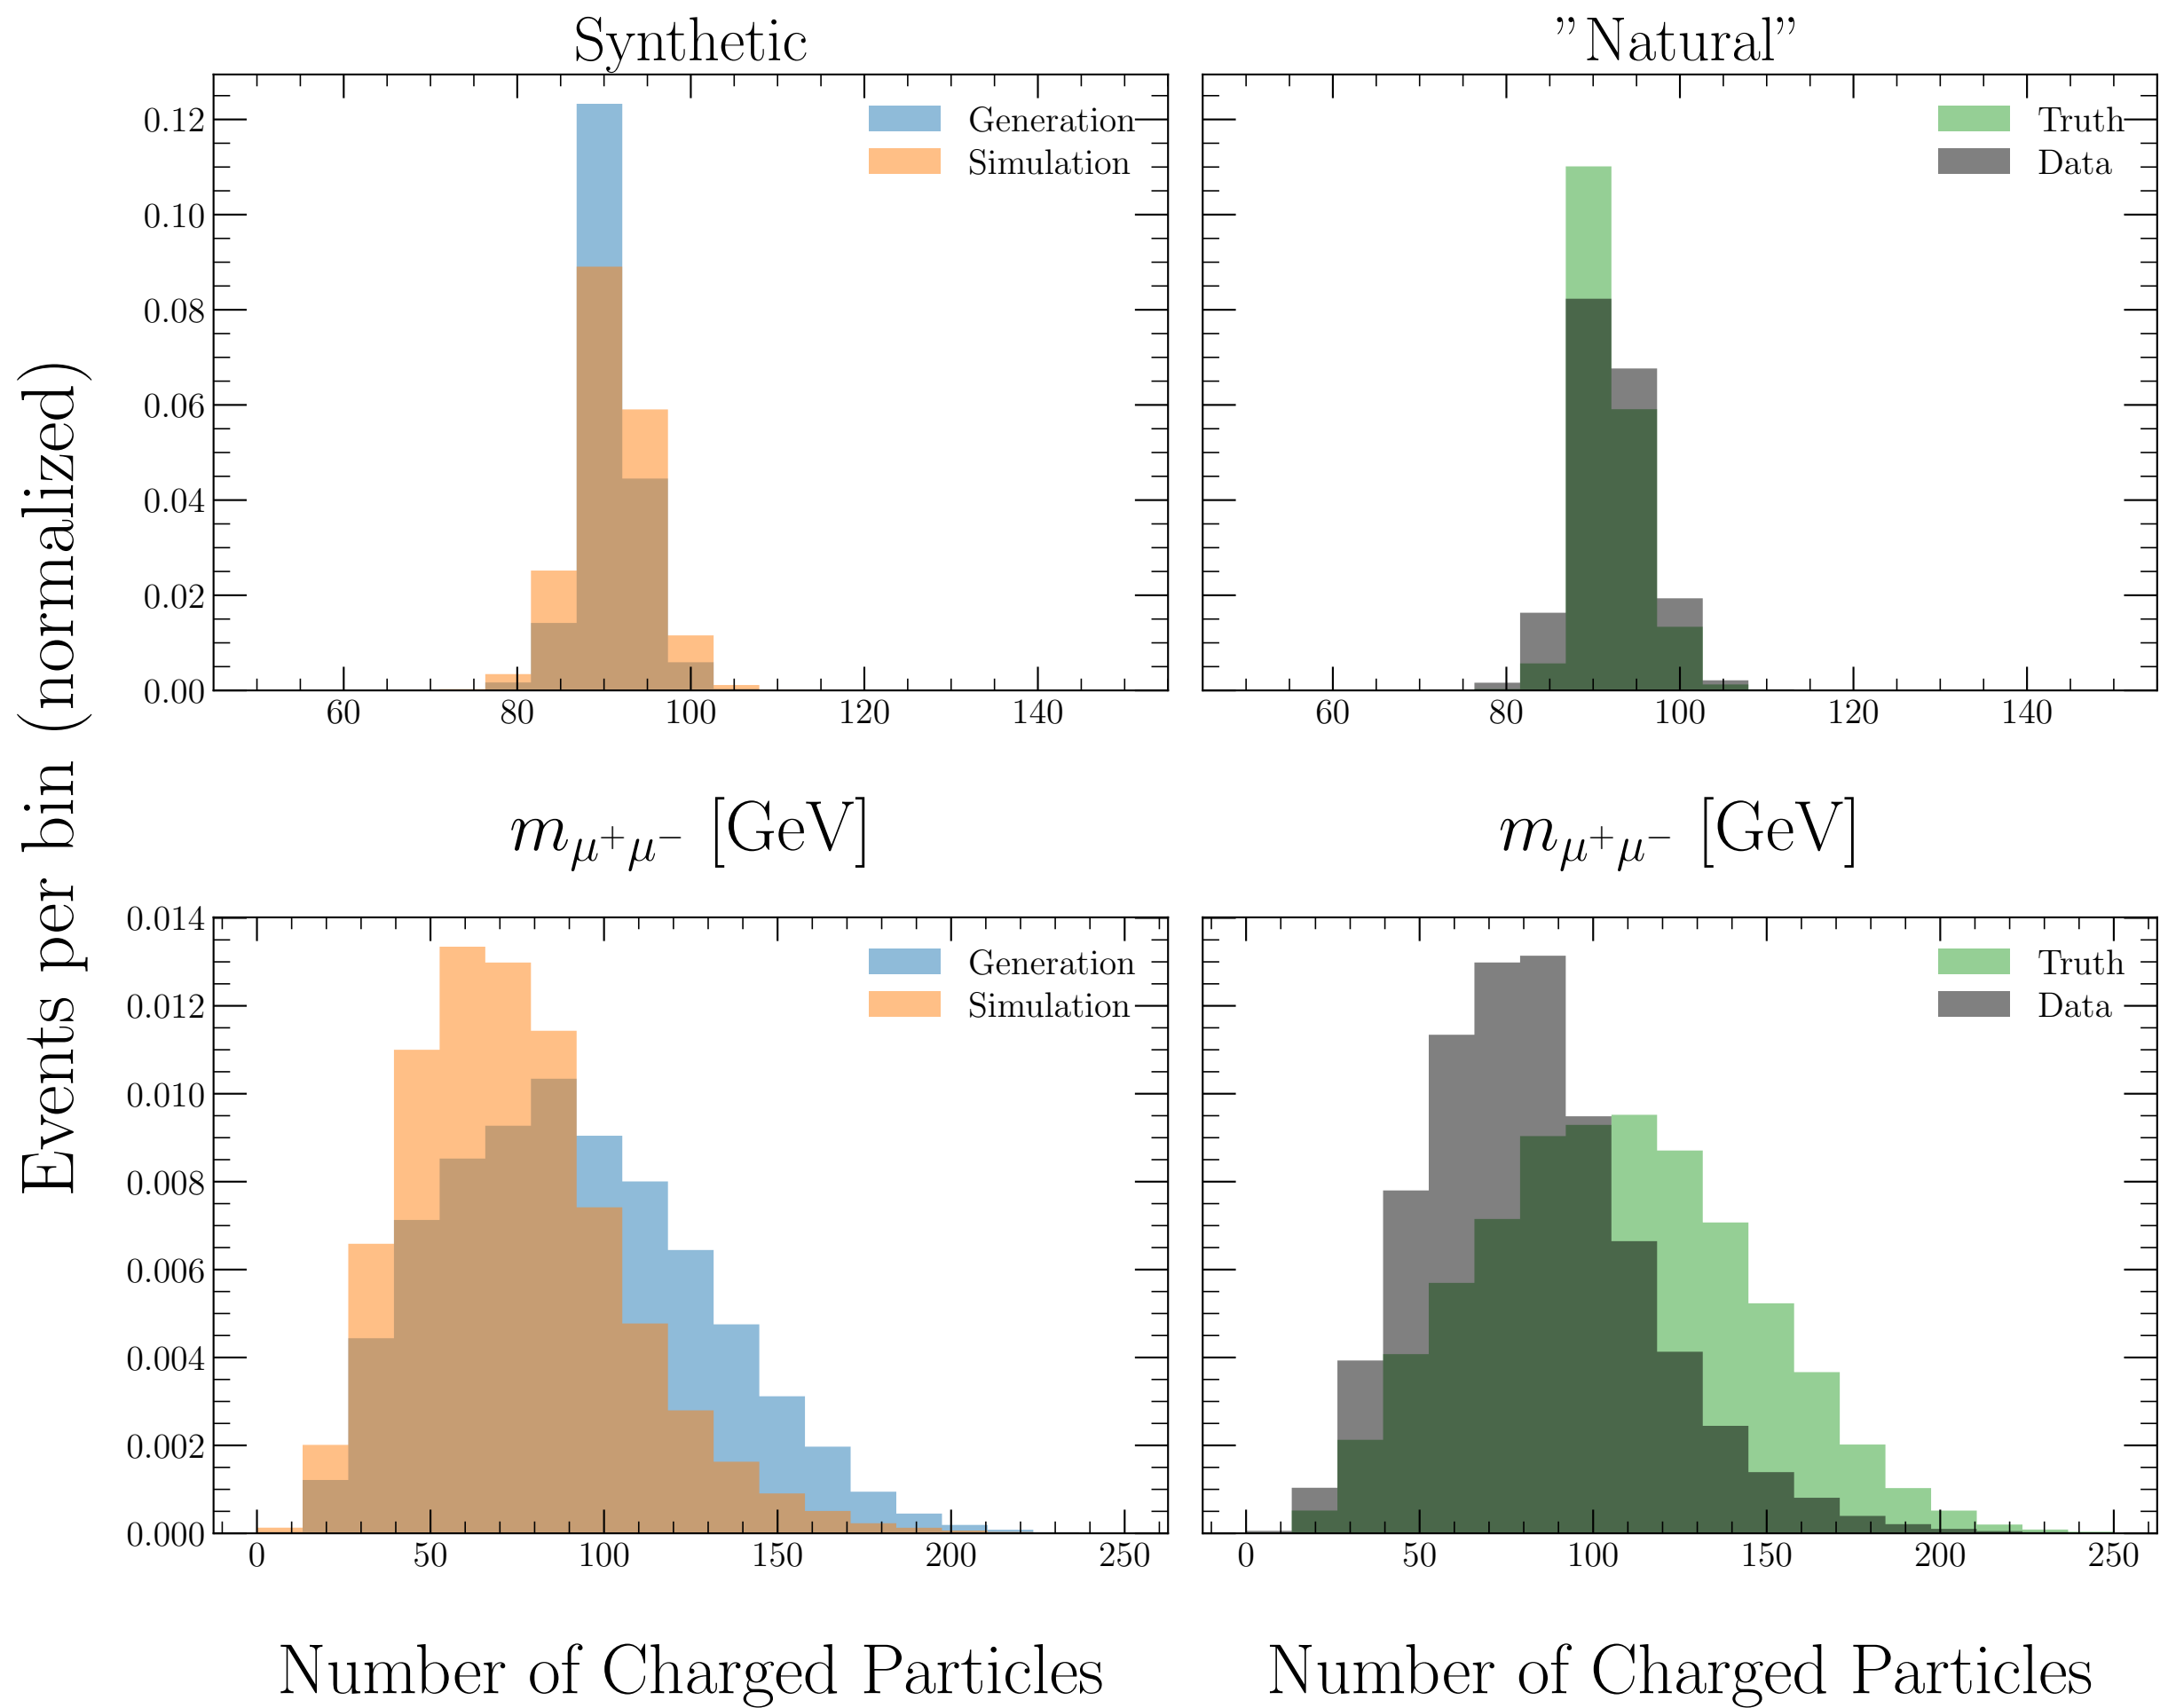 Synthetic
"Natural"
Events per bin (normalized)
0.12
0.10
0.08
0.06
0.04
0.02
0.00
Generation
Simulation
Truth
Data
60 80 100 120 140
60 80 100 120 140
m_{μ⁺μ⁻} [GeV]
m_{μ⁺μ⁻} [GeV]
0.014
0.012
0.010
0.008
0.006
0.004
0.002
0.000
Generation
Simulation
Truth
Data
0 50 100 150 200 250
0 50 100 150 200 250
Number of Charged Particles
Number of Charged Particles